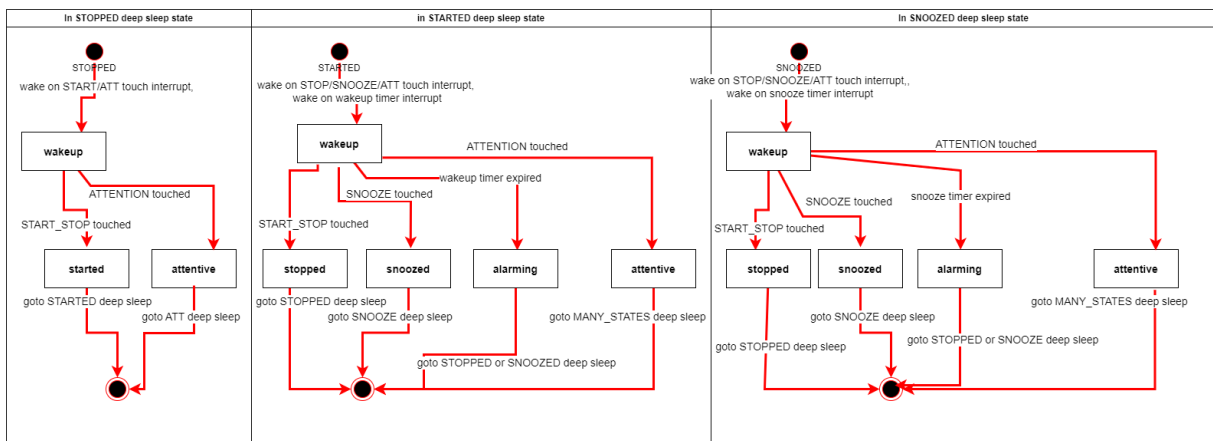 In STOPPED deep sleep state
STOPPED
wake on START/ATT touch interrupt,
wakeup
ATTENTION touched
START_STOP touched
started
attentive
goto STARTED deep sleep
goto ATT deep sleep
in STARTED deep sleep state
STARTED
wake on STOP/SNOOZE/ATT touch interrupt,
wake on wakeup timer interrupt
wakeup
ATTENTION touched
wakeup timer expired
SNOOZE touched
START_STOP touched
stopped
snoozed
alarming
attentive
goto STOPPED deep sleep
goto SNOOZE deep sleep
goto MANY_STATES deep sleep
goto STOPPED or SNOOZED deep sleep
In SNOOZED deep sleep state
SNOOZED
wake on STOP/SNOOZE/ATT touch interrupt,,
wake on snooze timer interrupt
wakeup
ATTENTION touched
snooze timer expired
SNOOZE touched
START_STOP touched
stopped
snoozed
alarming
attentive
goto MANY_STATES deep sleep
goto SNOOZE deep sleep
goto STOPPED or SNOOZE deep sleep
goto STOPPED deep sleep